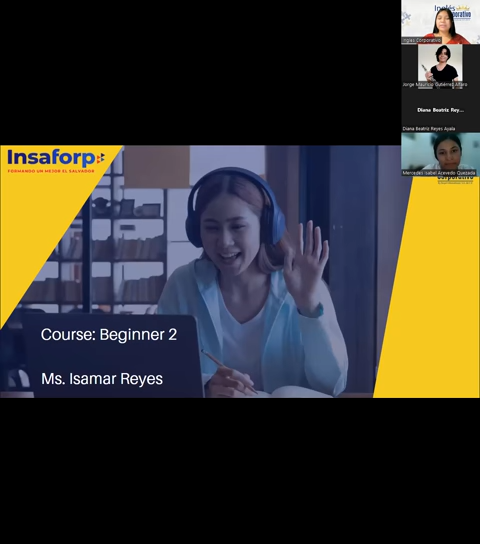 Inglés
Corporativo
Inglés Corporativo
Jorge Mauricio Gutiérrez Alfaro
Diana Beatriz Rey...
Diana Beatriz Reyes Ayala
Mercedes Isabel Acevedo Quezada
Insaforp
FORMANDO UN MEJOR EL SALVADOR
Course: Beginner 2
Ms. Isamar Reyes